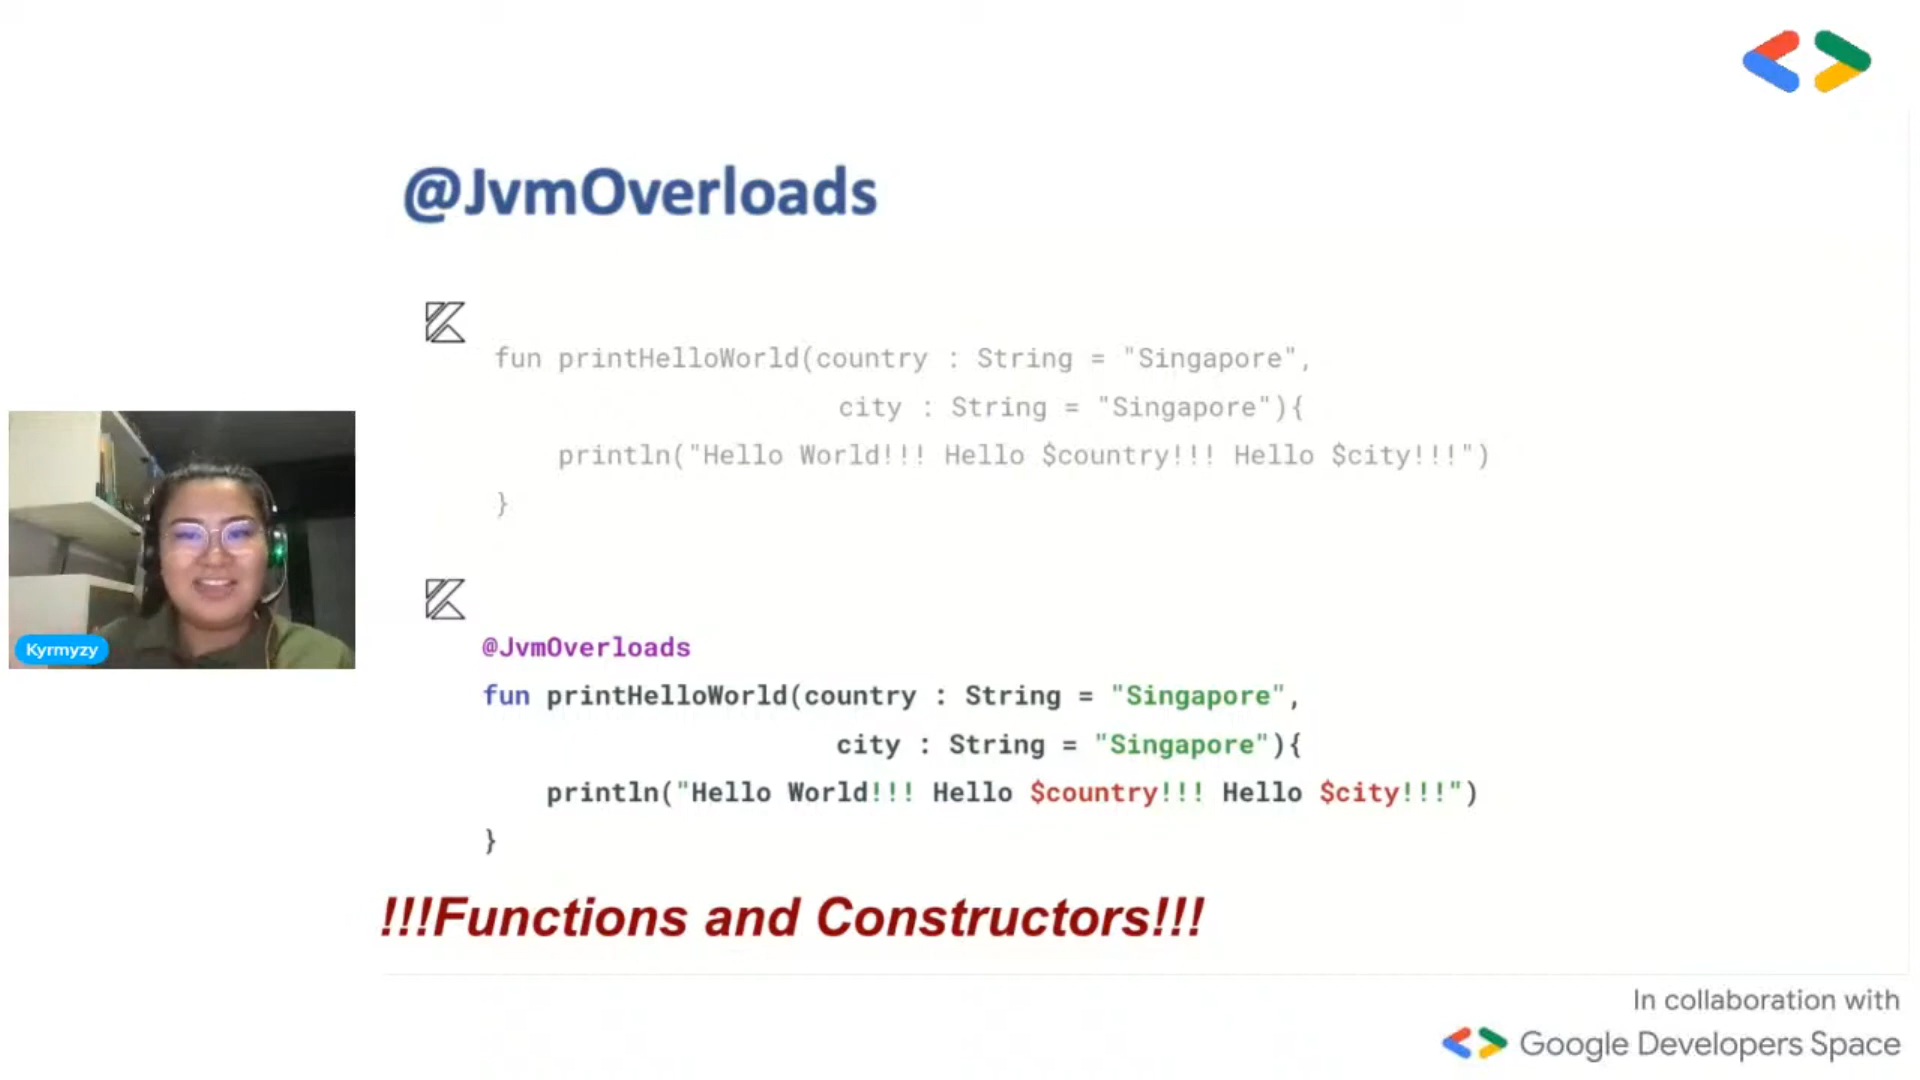 @JvmOverloads
fun printHelloWorld(country : String = "Singapore",
city : String = "Singapore"){
println("Hello World!!! Hello $country!!! Hello $city!!!")
}
Kyrmyzy
@JvmOverloads
fun printHelloWorld(country : String = "Singapore",
city : String = "Singapore"){
println("Hello World!!! Hello $country!!! Hello $city!!!")
}
!!!Functions and Constructors!!!
In collaboration with
Google Developers Space